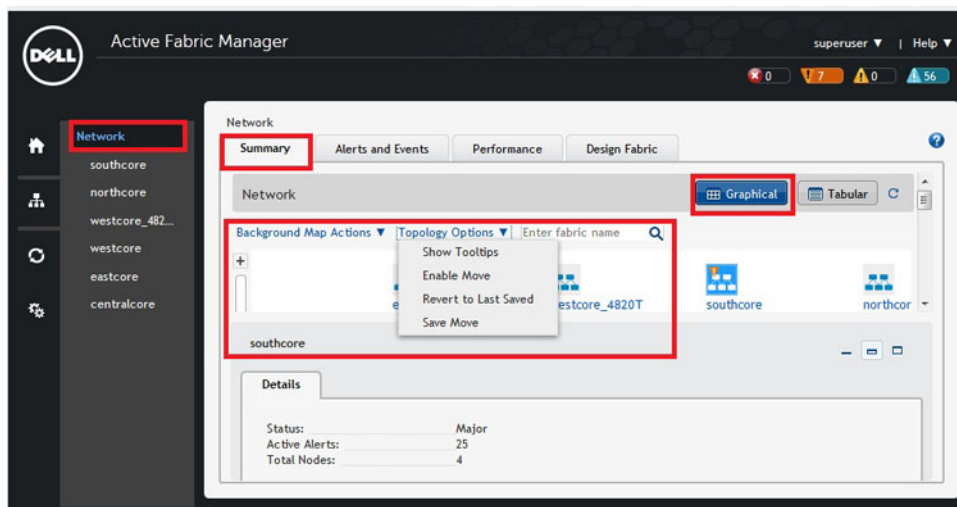 DELL
Active Fabric Manager
superuser ▼ | Help ▼
0 7 0 56
Network
southcore
northcore
westcore_482...
westcore
eastcore
centralcore
Network
Summary Alerts and Events Performance Design Fabric
Network Graphical Tabular
Background Map Actions ▼ Topology Options ▼ Enter fabric name
Show Tooltips
Enable Move
Revert to Last Saved
Save Move
e estcore_4820T southcore northcor
southcore
Details
Status: Major
Active Alerts: 25
Total Nodes: 4